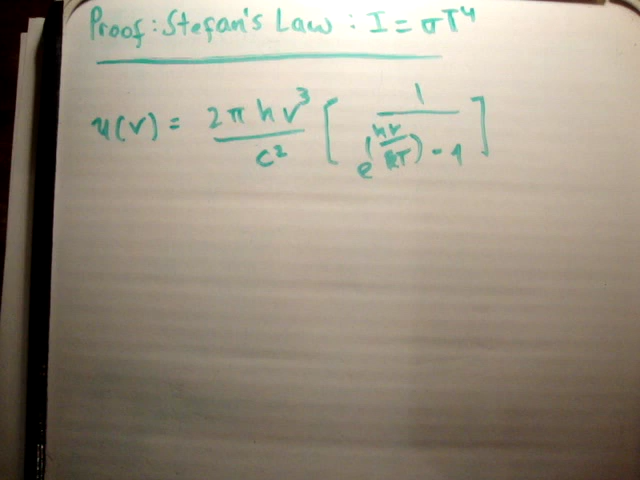 Proof: Stefan's Law : I = σT⁴
u(ν) = 2πhν³/c² [ 1/(e^(hν/kT) - 1) ]